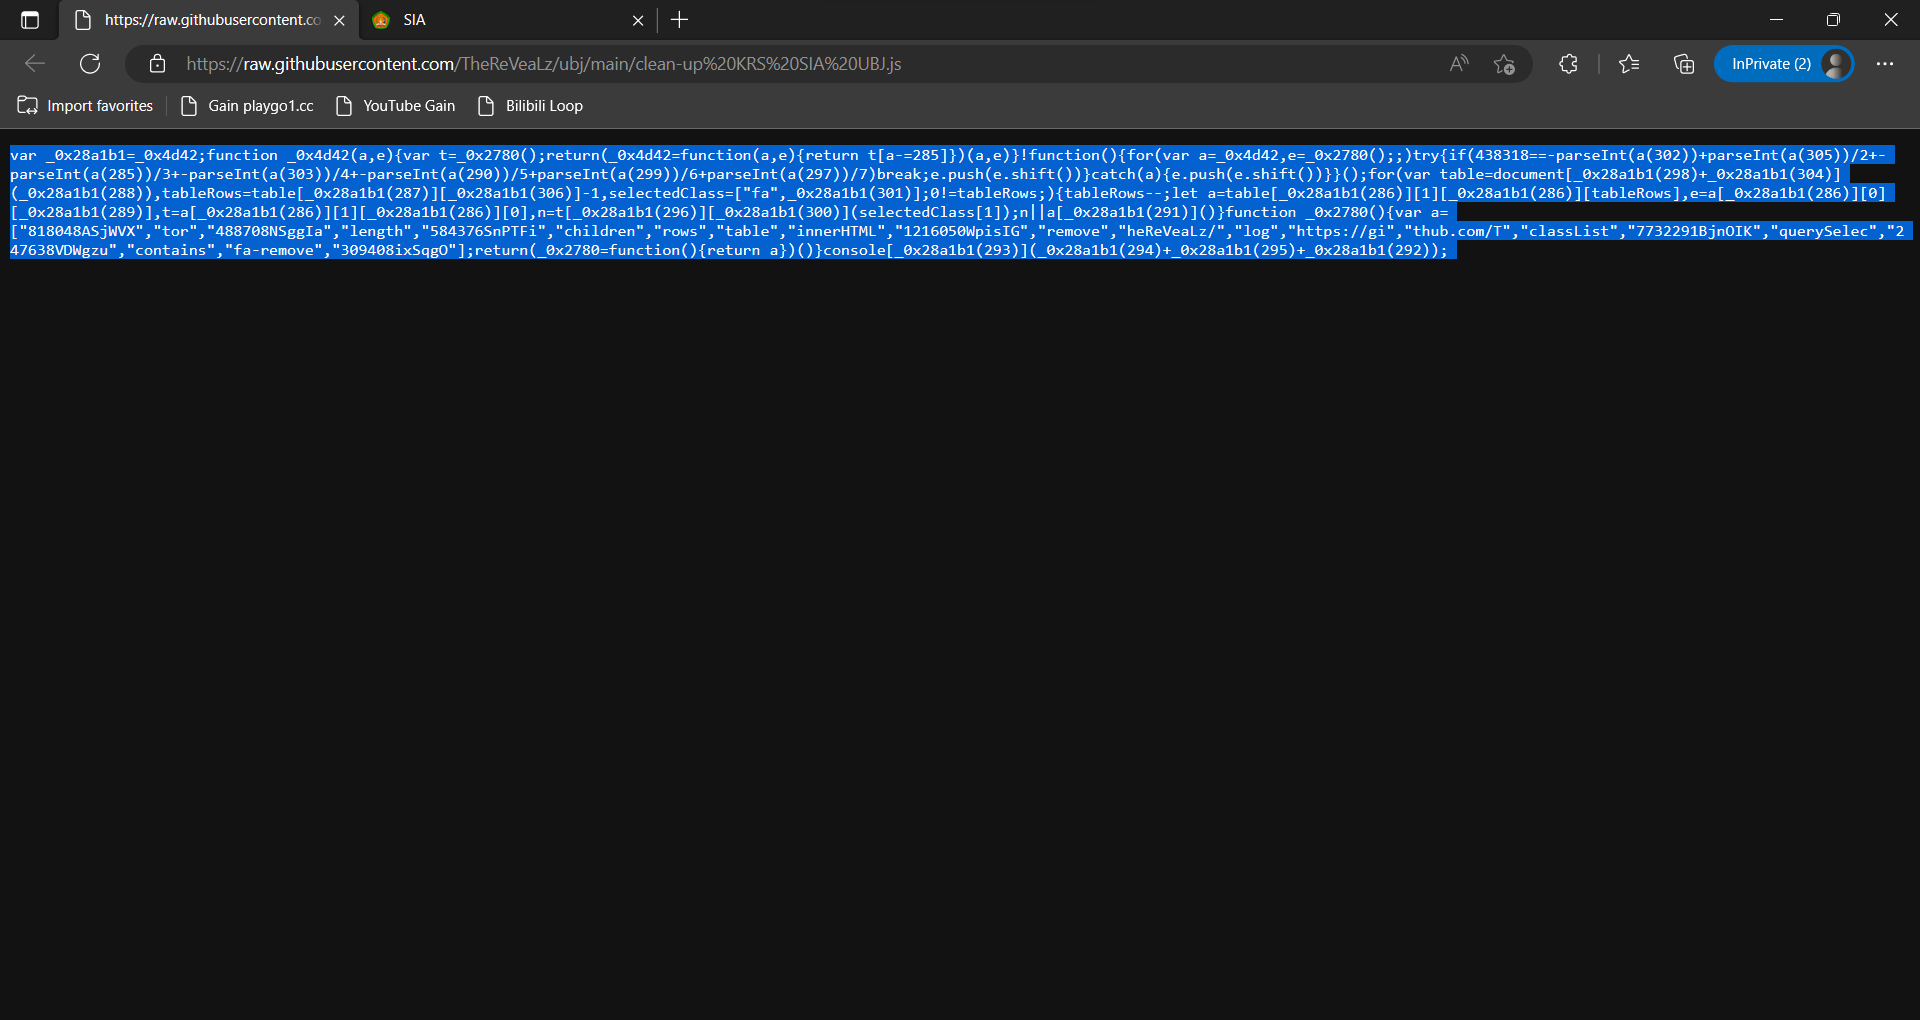 https://raw.githubusercontent.co
SIA
https://raw.githubusercontent.com/TheReVeaLz/ubj/main/clean-up%20KRS%20SIA%20UBJ.js
InPrivate (2)
Import favorites
Gain playgo1.cc
YouTube Gain
Bilibili Loop
var _0x28a1b1=_0x4d42;function _0x4d42(a,e){var t=_0x2780();return(_0x4d42=function(a,e){return t[a-=285]})(a,e)}!function(){for(var a=_0x4d42,e=_0x2780();;)try{if(438318==-parseInt(a(302))+parseInt(a(305))/2+-
parseInt(a(285))/3+-parseInt(a(303))/4+-parseInt(a(290))/5+parseInt(a(299))/6+parseInt(a(297))/7)break;e.push(e.shift())}catch(a){e.push(e.shift())}}();for(var table=document[_0x28a1b1(298)+_0x28a1b1(304)]
(_0x28a1b1(288)),tableRows=table[_0x28a1b1(287)][_0x28a1b1(306)]-1,selectedClass=["fa",_0x28a1b1(301)];0!=tableRows;){tableRows--;let a=table[_0x28a1b1(286)][1][_0x28a1b1(286)][tableRows],e=a[_0x28a1b1(286)][0]
[_0x28a1b1(289)],t=a[_0x28a1b1(286)][1][_0x28a1b1(286)][0],n=t[_0x28a1b1(296)][_0x28a1b1(300)](selectedClass[1]);n||a[_0x28a1b1(291)]()}function _0x2780(){var a=
["818048ASjWVX","tor","488708NSggIa","length","584376SnPTFi","children","rows","table","innerHTML","1216050WpisIG","remove","heReVeaLz/","log","https://gi","thub.com/T","classList","7732291BjnOIK","querySelec","2
47638VDWgzu","contains","fa-remove","309408ixSqgO"];return(_0x2780=function(){return a})()}console[_0x28a1b1(293)](_0x28a1b1(294)+_0x28a1b1(295)+_0x28a1b1(292));